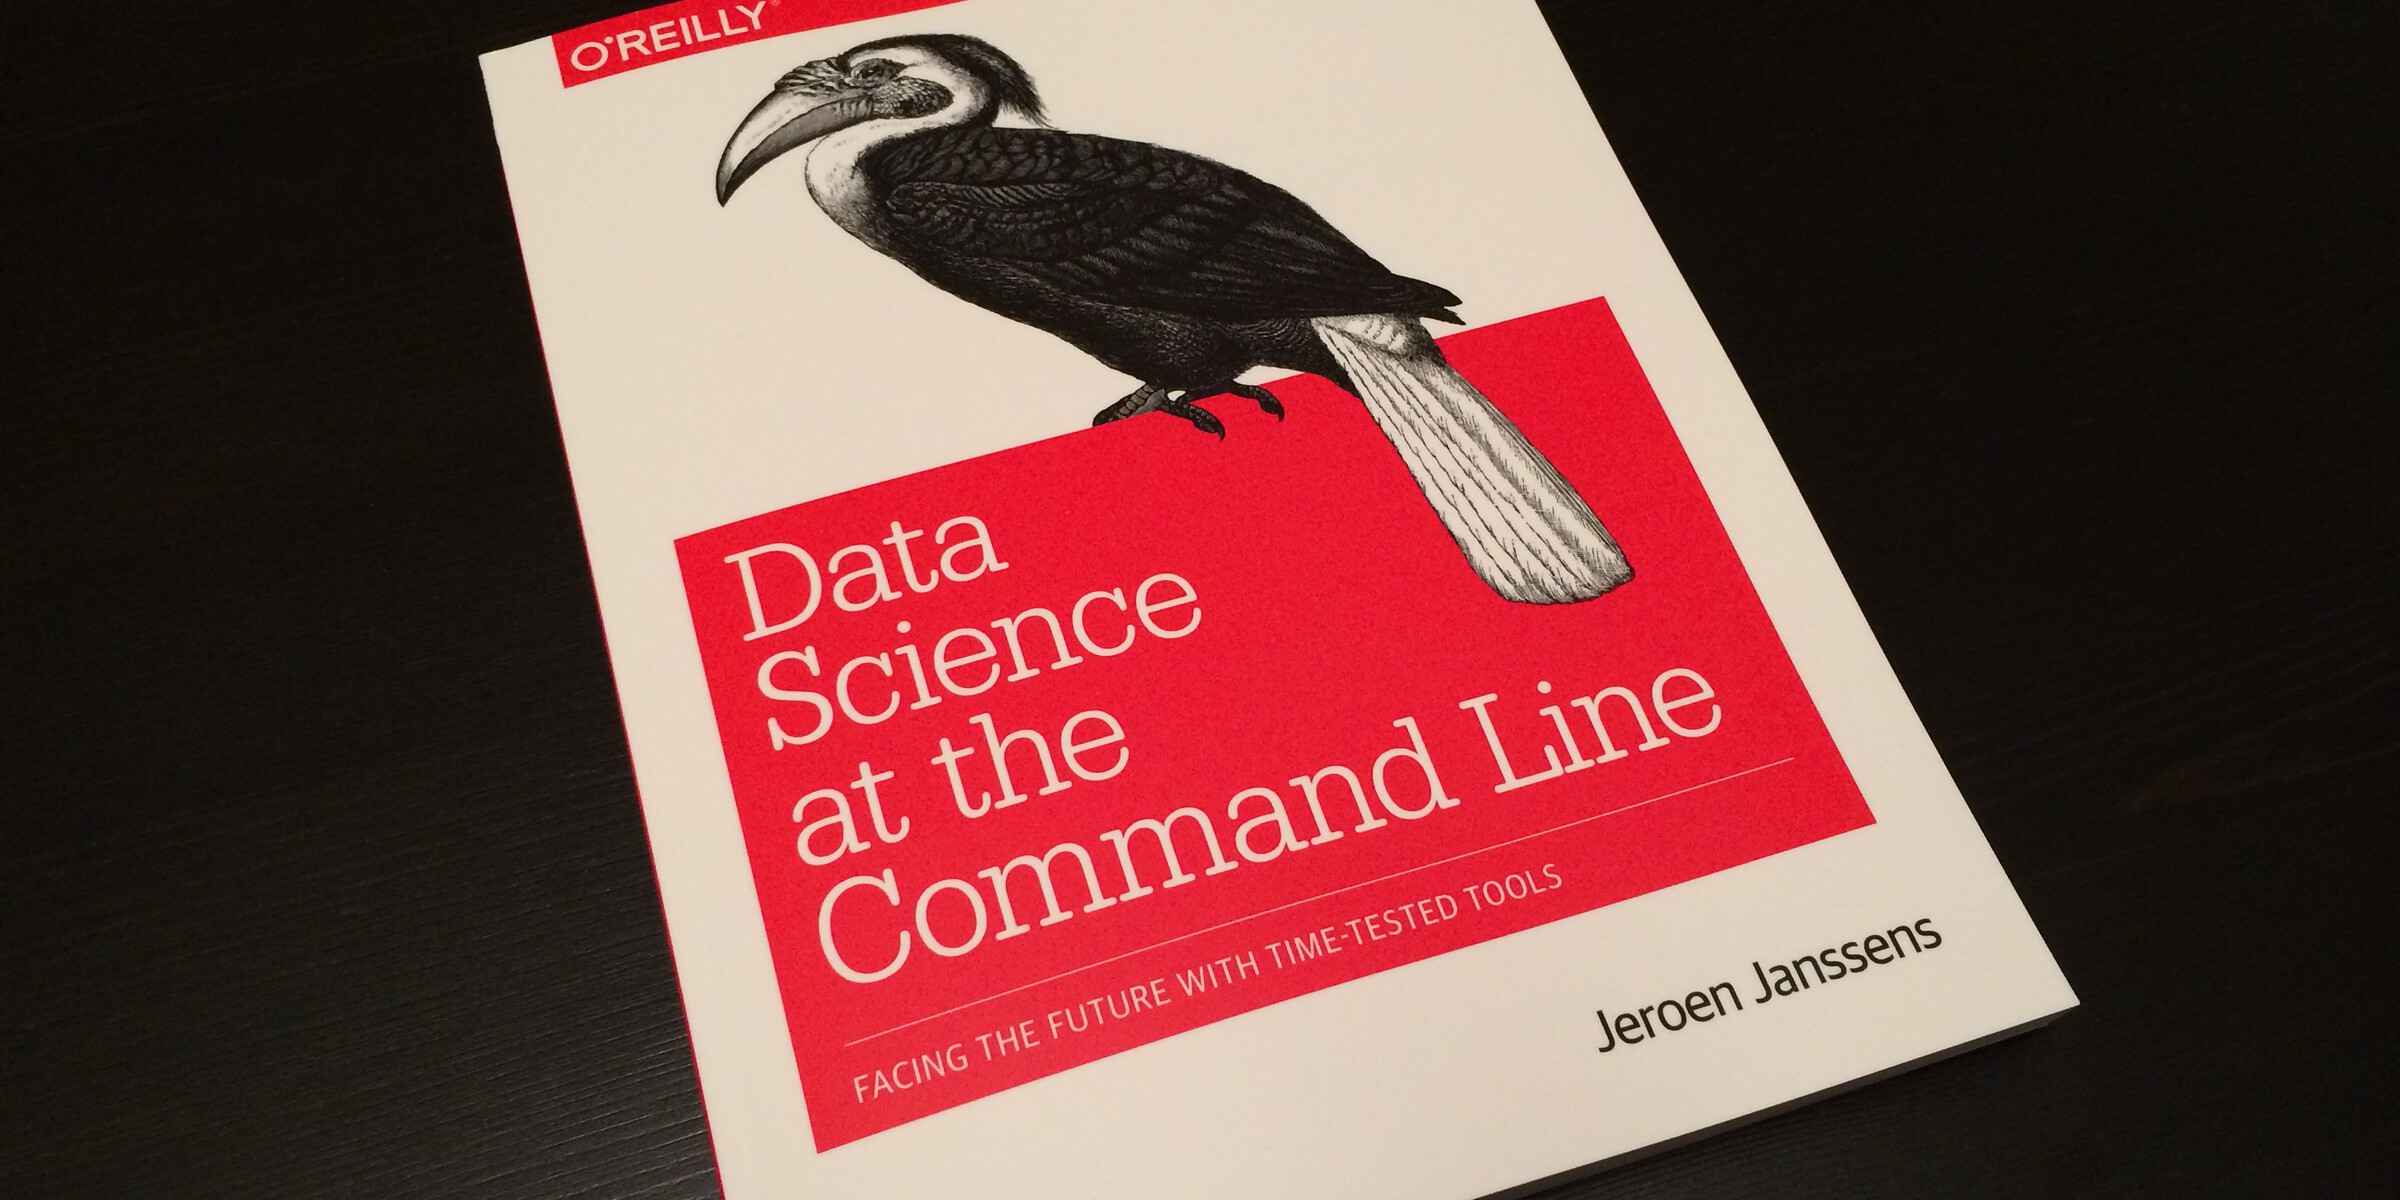 O'REILLY®
Data
Science
at the
Command Line
FACING THE FUTURE WITH TIME-TESTED TOOLS
Jeroen Janssens